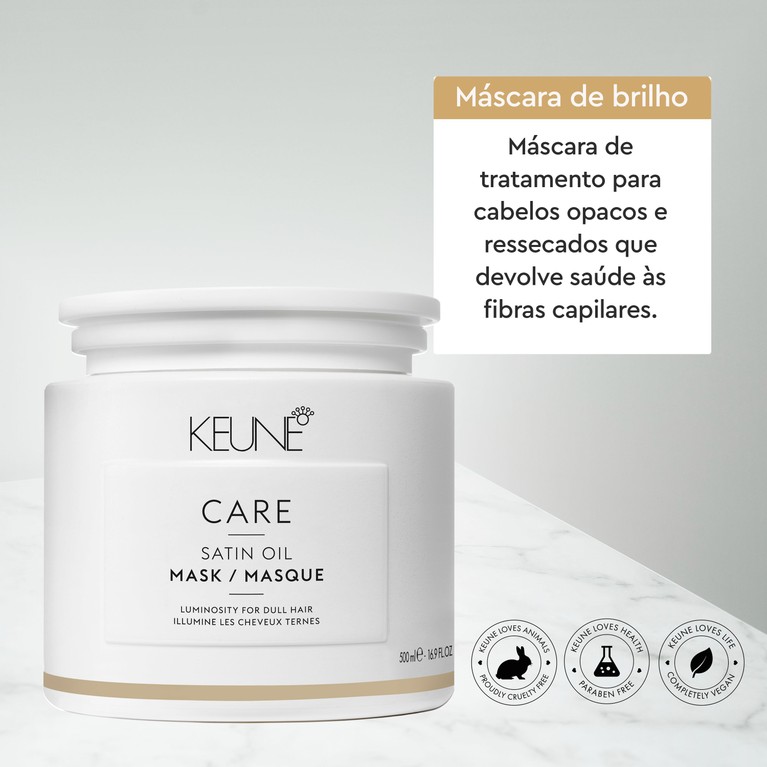 Máscara de brilho
Máscara de
tratamento para
cabelos opacos e
ressecados que
devolve saúde às
fibras capilares.
KEUNE
CARE
SATIN OIL
MASK / MASQUE
LUMINOSITY FOR DULL HAIR
ILLUMINE LES CHEVEUX TERNES
500 ml ℮ - 16.9 FL.OZ
KEUNE LOVES ANIMALS
PROUDLY CRUELTY FREE
KEUNE LOVES HEALTH
PARABEN FREE
KEUNE LOVES LIFE
COMPLETELY VEGAN